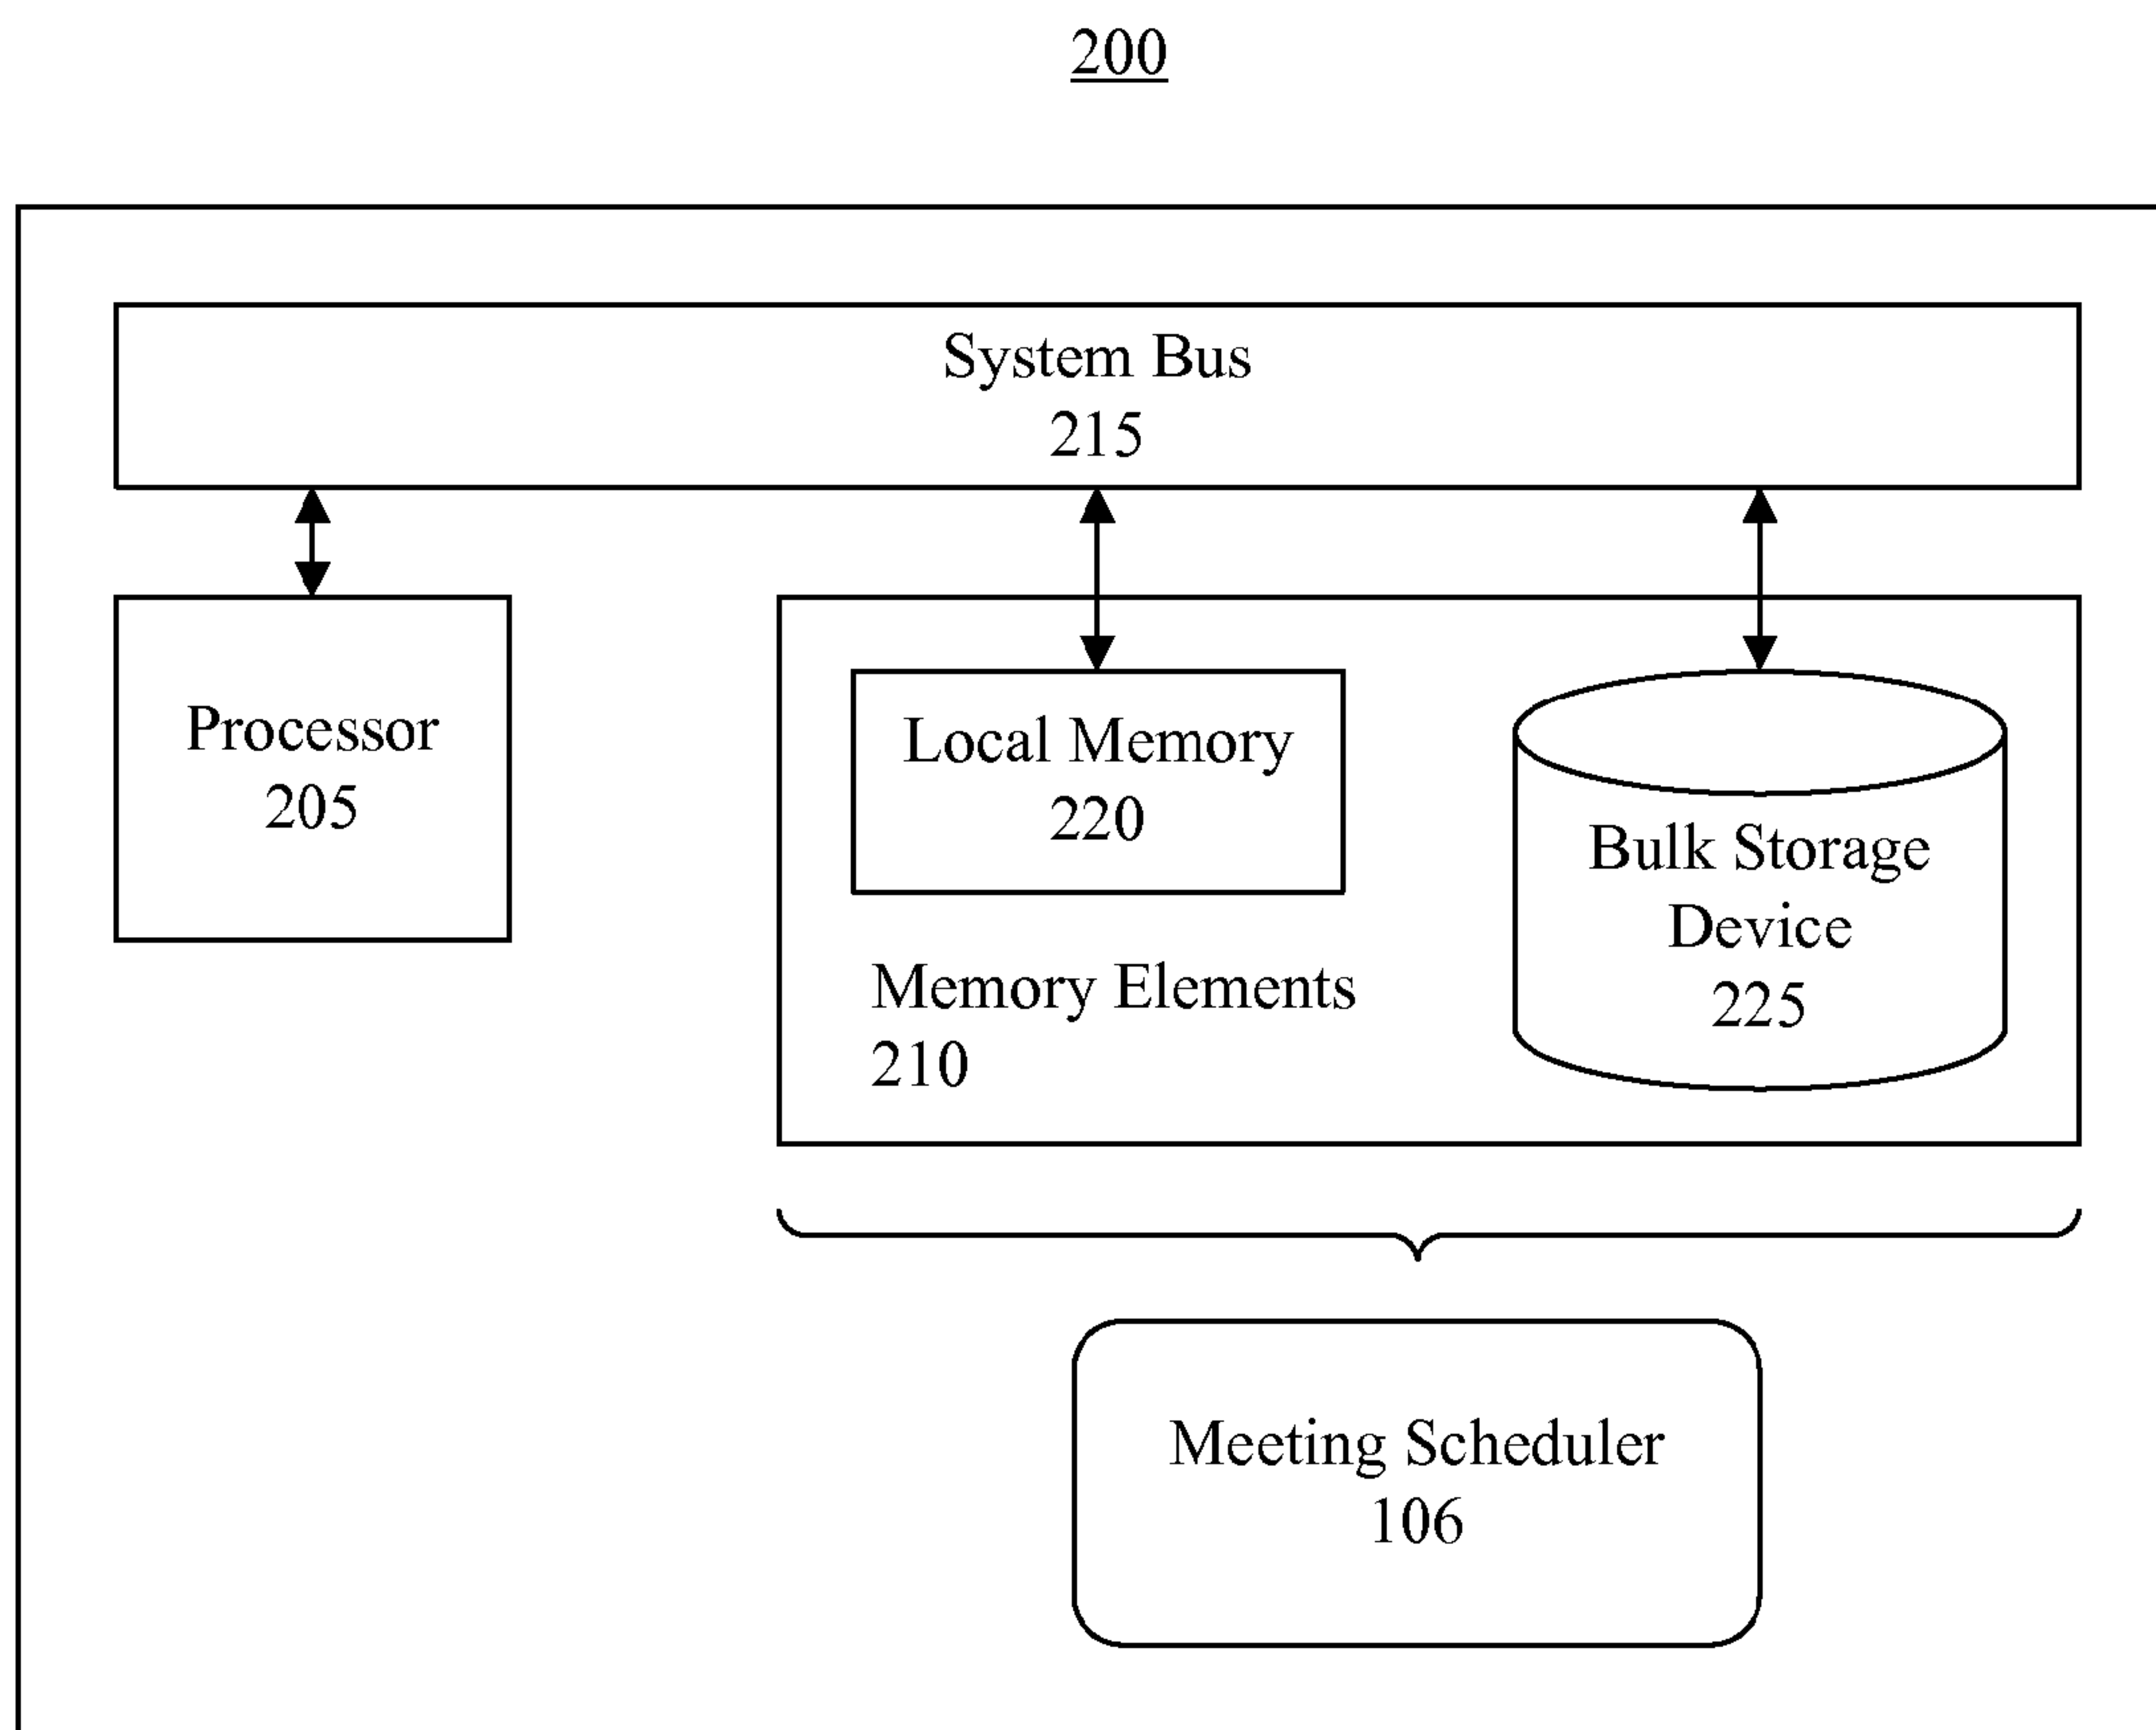 200
System Bus
215
Processor
205
Local Memory
220
Memory Elements
210
Bulk Storage
Device
225
Meeting Scheduler
106